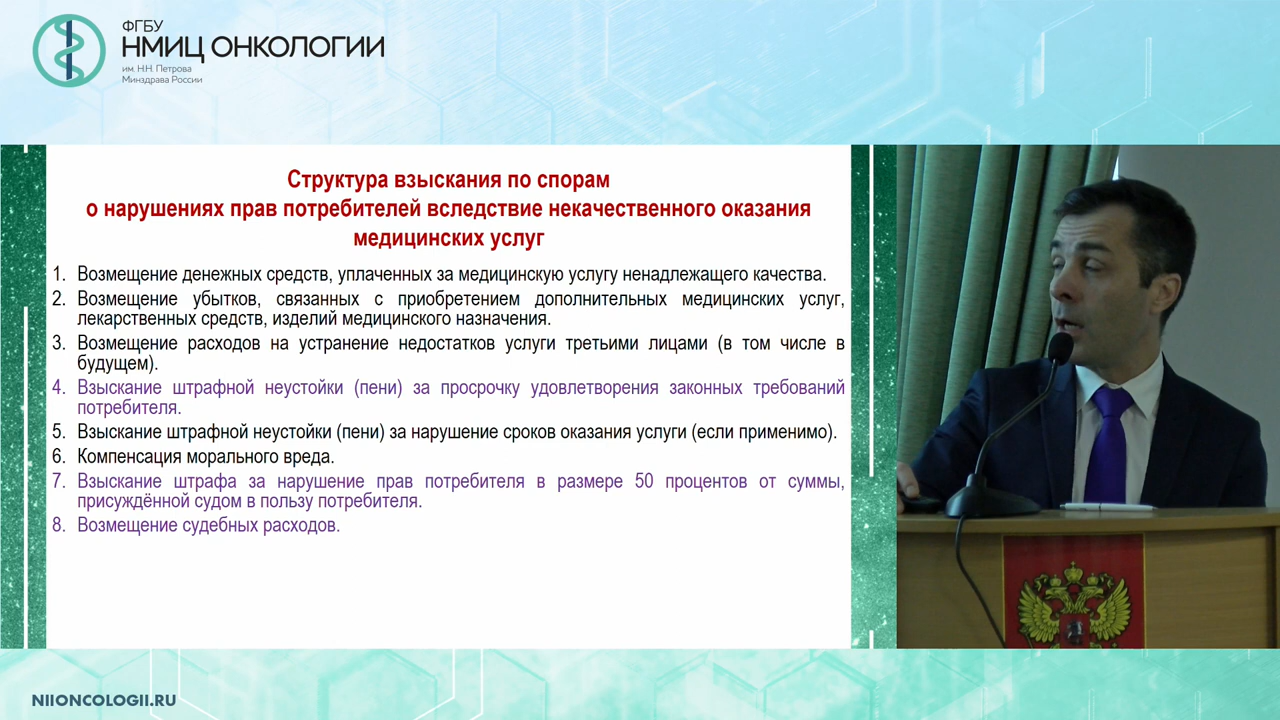 ФГБУ
НМИЦ ОНКОЛОГИИ
им. Н.Н. Петрова
Минздрава России
Структура взыскания по спорам
о нарушениях прав потребителей вследствие некачественного оказания
медицинских услуг
1. Возмещение денежных средств, уплаченных за медицинскую услугу ненадлежащего качества.
2. Возмещение убытков, связанных с приобретением дополнительных медицинских услуг,
лекарственных средств, изделий медицинского назначения.
3. Возмещение расходов на устранение недостатков услуги третьими лицами (в том числе в
будущем).
4. Взыскание штрафной неустойки (пени) за просрочку удовлетворения законных требований
потребителя.
5. Взыскание штрафной неустойки (пени) за нарушение сроков оказания услуги (если применимо).
6. Компенсация морального вреда.
7. Взыскание штрафа за нарушение прав потребителя в размере 50 процентов от суммы,
присуждённой судом в пользу потребителя.
8. Возмещение судебных расходов.
NIIONCOLOGII.RU